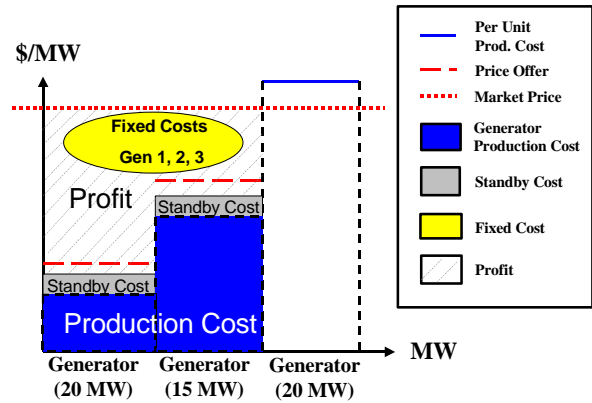 $/MW
Fixed Costs
Gen 1, 2, 3
Profit
Standby Cost
Standby Cost
Production Cost
MW
Generator
(20 MW)
Generator
(15 MW)
Generator
(20 MW)
Per Unit
Prod. Cost
Price Offer
Market Price
Generator
Production Cost
Standby Cost
Fixed Cost
Profit